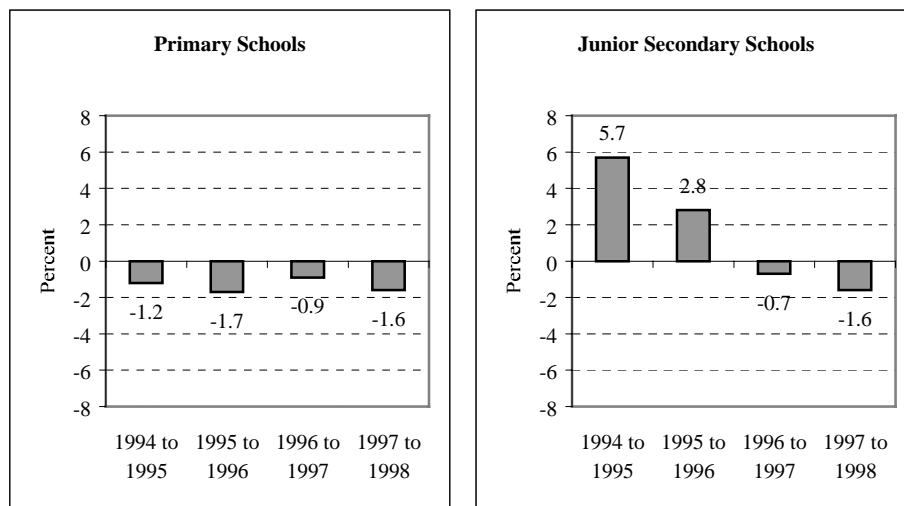 Primary Schools
8
6
4
2
0
-2
-4
-6
-8
Percent
-1.2
-1.7
-0.9
-1.6
1994 to
1995
1995 to
1996
1996 to
1997
1997 to
1998
Junior Secondary Schools
8
6
4
2
0
-2
-4
-6
-8
Percent
5.7
2.8
-0.7
-1.6
1994 to
1995
1995 to
1996
1996 to
1997
1997 to
1998